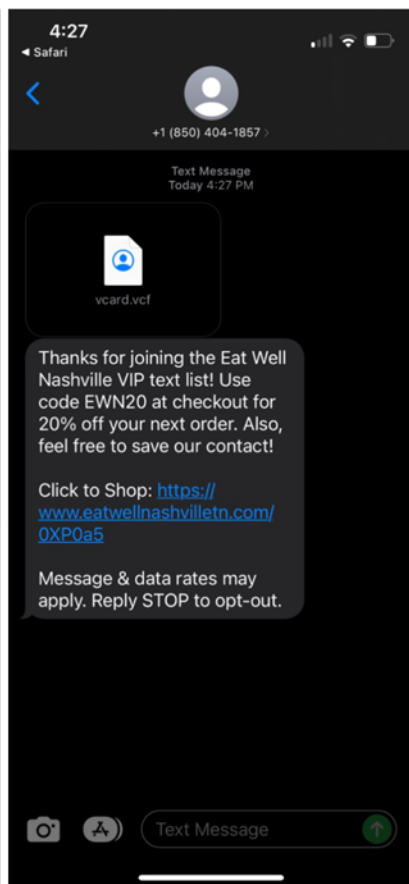 4:27
◀ Safari
+1 (850) 404-1857 >
Text Message
Today 4:27 PM
vcard.vcf
Thanks for joining the Eat Well
Nashville VIP text list! Use
code EWN20 at checkout for
20% off your next order. Also,
feel free to save our contact!
Click to Shop: https://
www.eatwellnashvilletn.com/
0XP0a5
Message & data rates may
apply. Reply STOP to opt-out.
Text Message